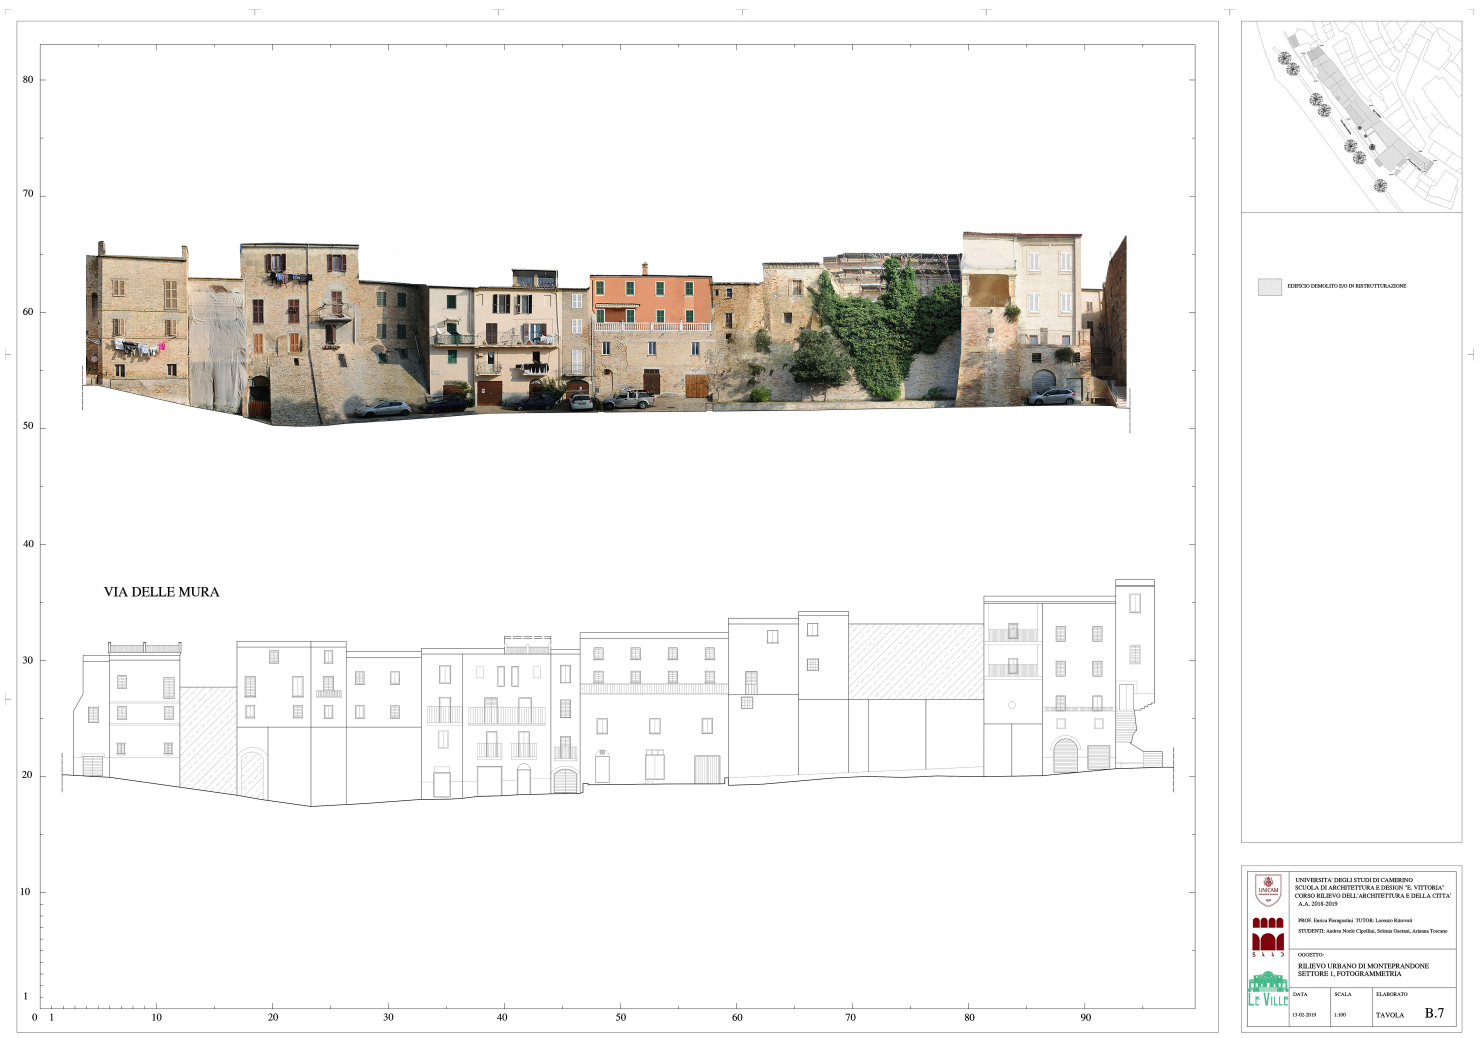 80
70
60
50
40
VIA DELLE MURA
30
20
10
1
0 1 10 20 30 40 50 60 70 80 90
EDIFICIO DEMOLITO E/O IN RISTRUTTURAZIONE
UNICAM
UNIVERSITA' DEGLI STUDI DI CAMERINO
SCUOLA DI ARCHITETTURA E DESIGN "E. VITTORIA"
CORSO RILIEVO DELL'ARCHITETTURA E DELLA CITTA'
A.A. 2018-2019
PROF. Enrica Pieragostini TUTOR: Lorenzo Ritrovati
STUDENTI: Andrea Noele Cipollini, Selenia Gaetani, Arianna Toscano
SAAD
OGGETTO:
RILIEVO URBANO DI MONTEPRANDONE
SETTORE 1, FOTOGRAMMETRIA
LE VILLE
DATA SCALA ELABORATO
13-02-2019 1:100 TAVOLA B.7